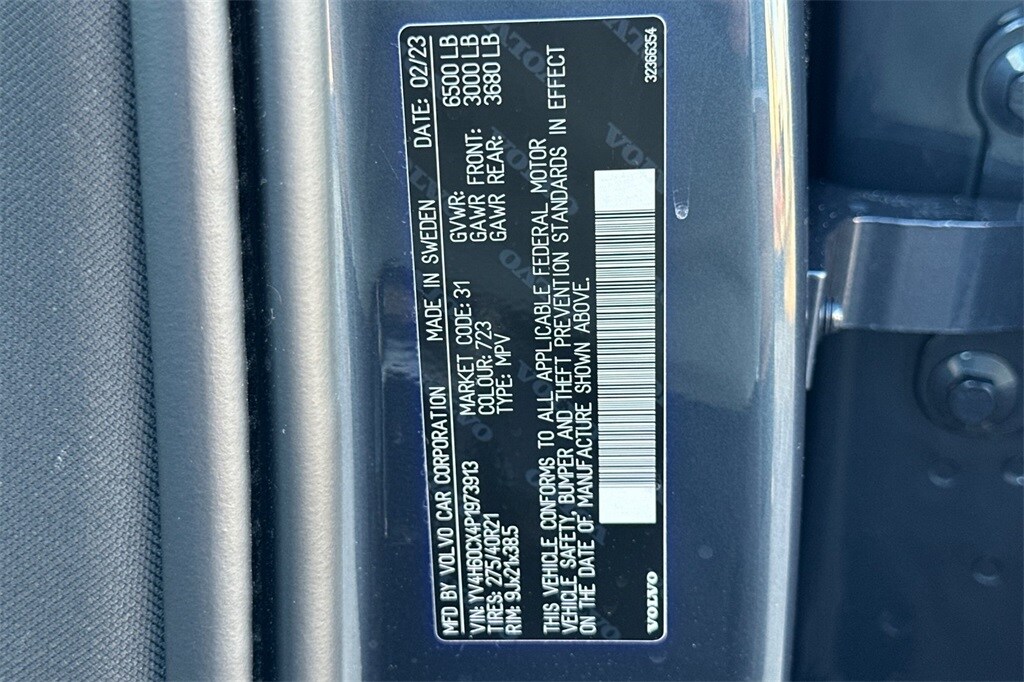 MFD BY VOLVO CAR CORPORATION MADE IN SWEDEN DATE: 02/23
VIN: YV4H60CX4P1973913 MARKET CODE: 31 GVWR: 6500 LB
TIRES: 275/40R21 COLOUR: 723 GAWR FRONT: 3000 LB
RIM: 9Jx21x38.5 TYPE: MPV GAWR REAR: 3680 LB
THIS VEHICLE CONFORMS TO ALL APPLICABLE FEDERAL MOTOR
VEHICLE SAFETY, BUMPER AND THEFT PREVENTION STANDARDS IN EFFECT
ON THE DATE OF MANUFACTURE SHOWN ABOVE.
VOLVO 32366354